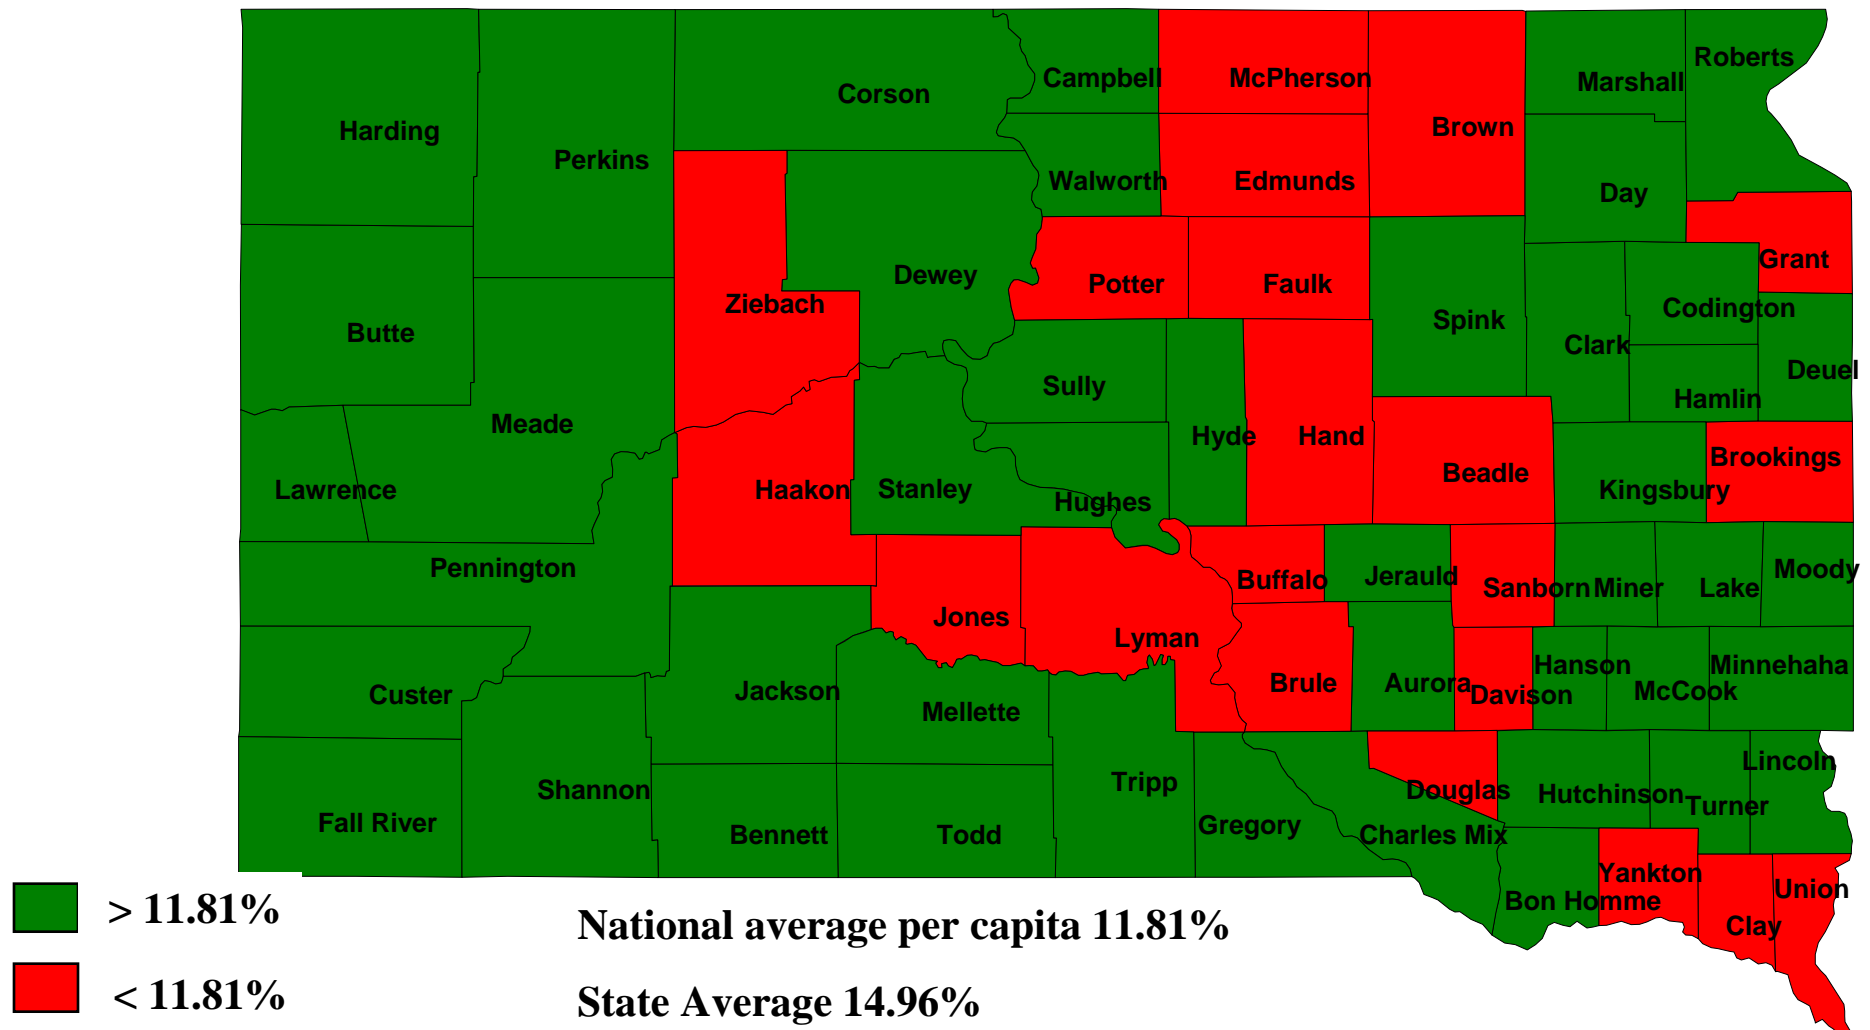 Roberts
Campbell
McPherson
Marshall
Corson
Brown
Harding
Perkins
Walworth
Edmunds
Day
Grant
Dewey
Potter
Faulk
Ziebach
Codington
Spink
Butte
Clark
Deuel
Sully
Hamlin
Meade
Hyde
Hand
Brookings
Beadle
Lawrence
Haakon
Stanley
Kingsbury
Hughes
Pennington
Moody
Jerauld
Buffalo
Sanborn
Miner
Lake
Jones
Lyman
Hanson
Minnehaha
Brule
Aurora
Jackson
McCook
Custer
Davison
Mellette
Lincoln
Tripp
Shannon
Douglas
Hutchinson
Turner
Fall River
Gregory
Bennett
Todd
Charles Mix
Yankton
Union
Bon Homme
Clay
> 11.81%
National average per capita 11.81%
< 11.81%
State Average 14.96%